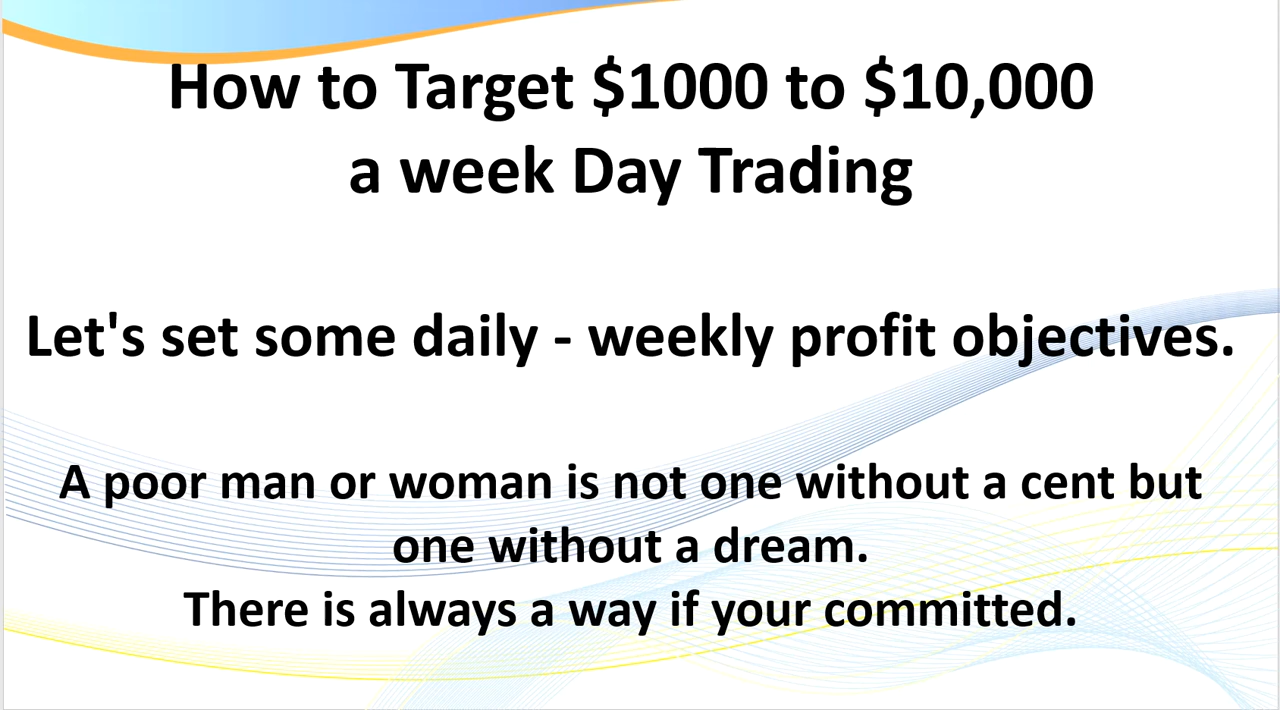 How to Target $1000 to $10,000
a week Day Trading
Let's set some daily - weekly profit objectives.
A poor man or woman is not one without a cent but
one without a dream.
There is always a way if your committed.